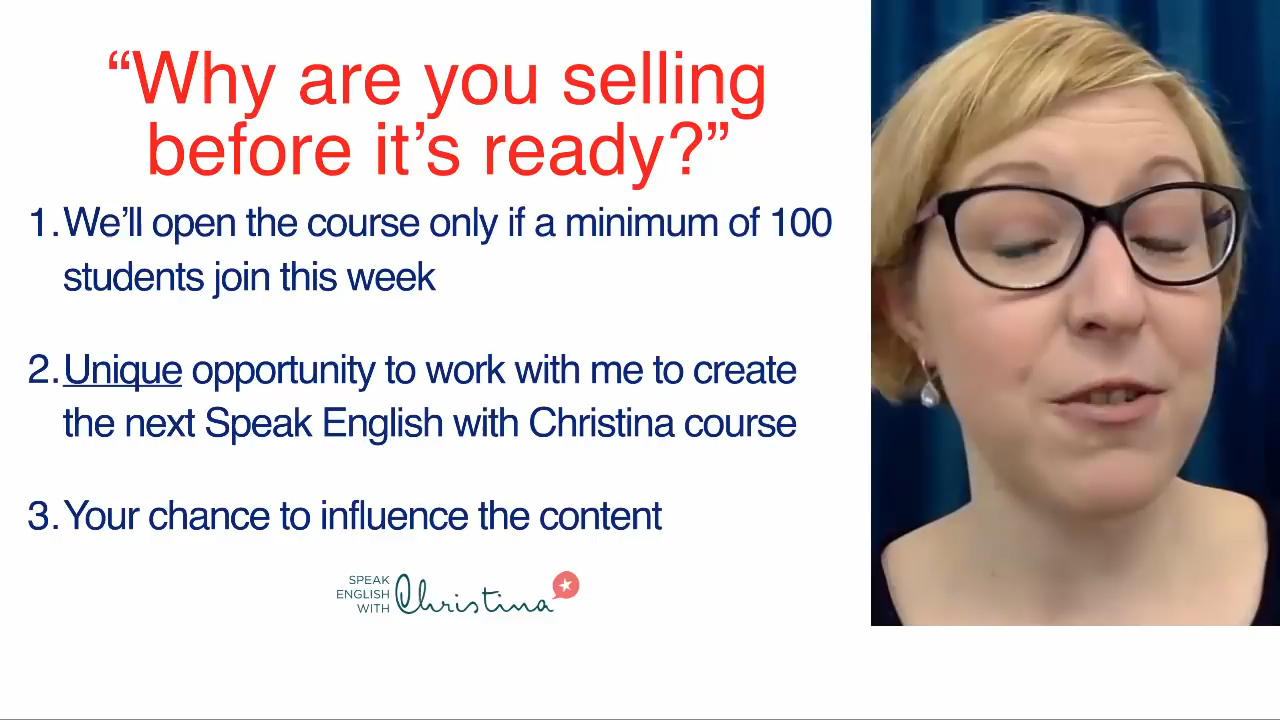 “Why are you selling
before it’s ready?”
1. We’ll open the course only if a minimum of 100
students join this week
2. Unique opportunity to work with me to create
the next Speak English with Christina course
3. Your chance to influence the content
SPEAK
ENGLISH
WITH Christina